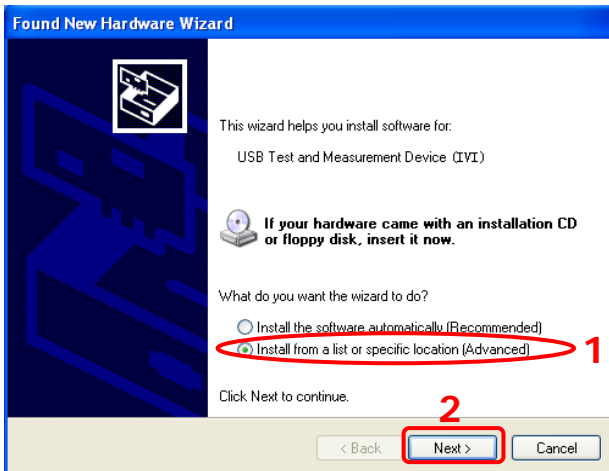 Found New Hardware Wizard
This wizard helps you install software for:
USB Test and Measurement Device (IVI)
If your hardware came with an installation CD
or floppy disk, insert it now.
What do you want the wizard to do?
Install the software automatically (Recommended)
Install from a list or specific location (Advanced)
1
Click Next to continue.
2
< Back
Next >
Cancel